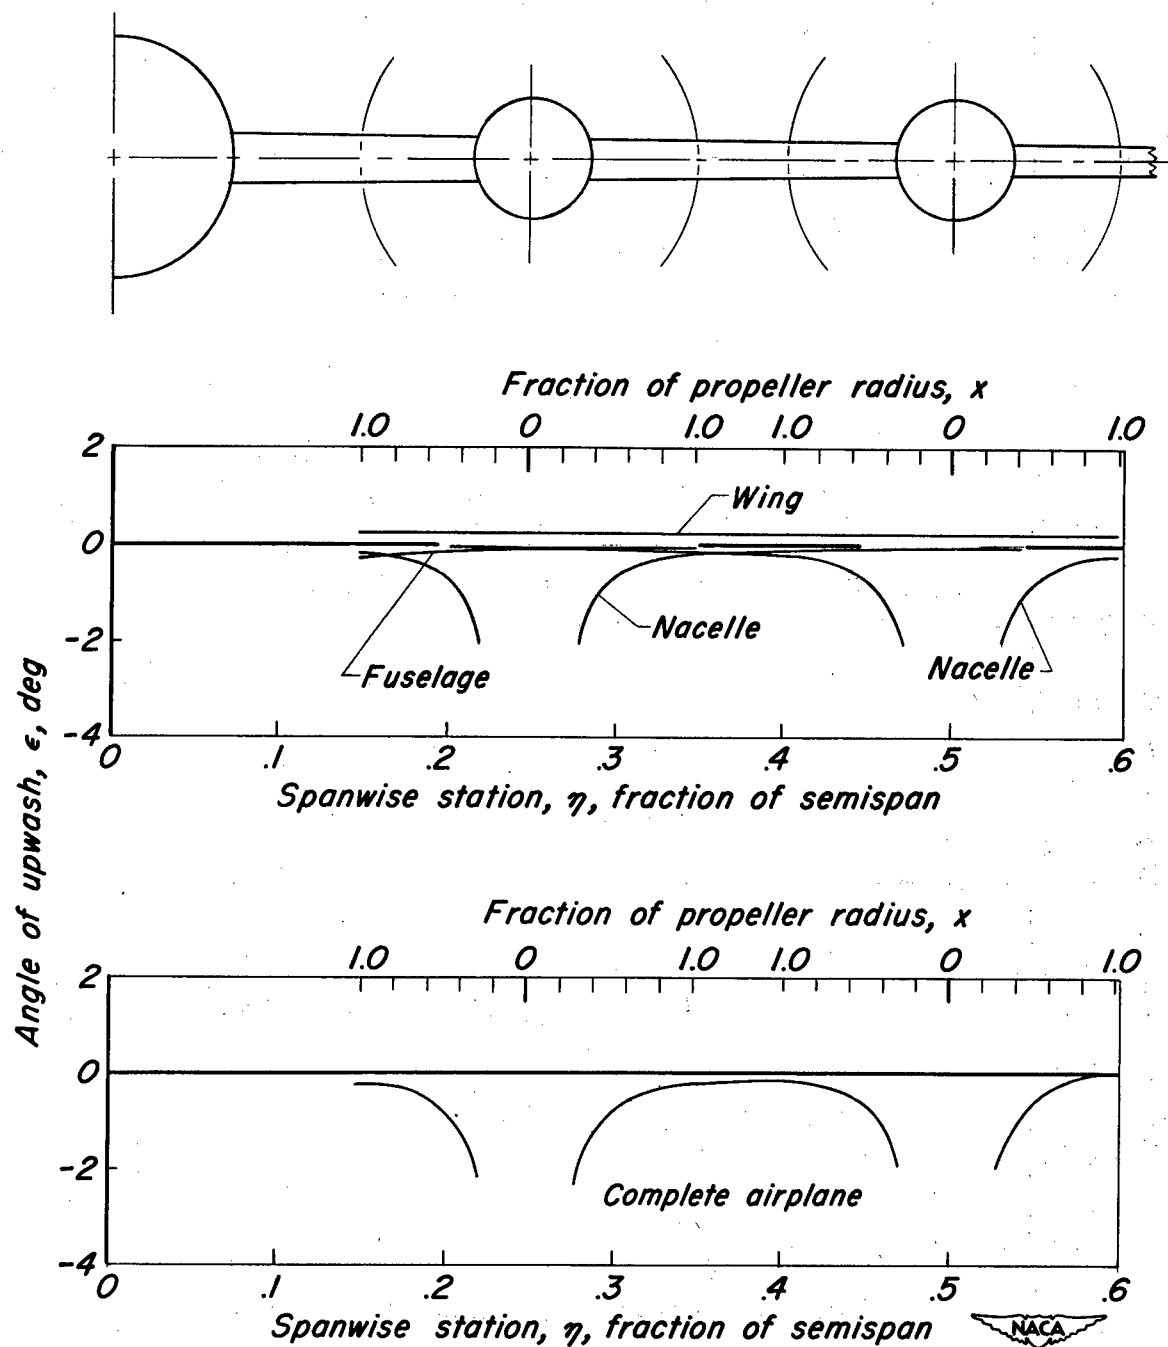 Fraction of propeller radius, x
1.0 0 1.0 1.0 0 1.0
2
Wing
0
Nacelle
-2
Fuselage
Nacelle
-4
0 .1 .2 .3 .4 .5 .6
Spanwise station, η, fraction of semispan
Angle of upwash, ϵ, deg
Fraction of propeller radius, x
1.0 0 1.0 1.0 0 1.0
2
0
-2
Complete airplane
-4
0 .1 .2 .3 .4 .5 .6
Spanwise station, η, fraction of semispan
NACA